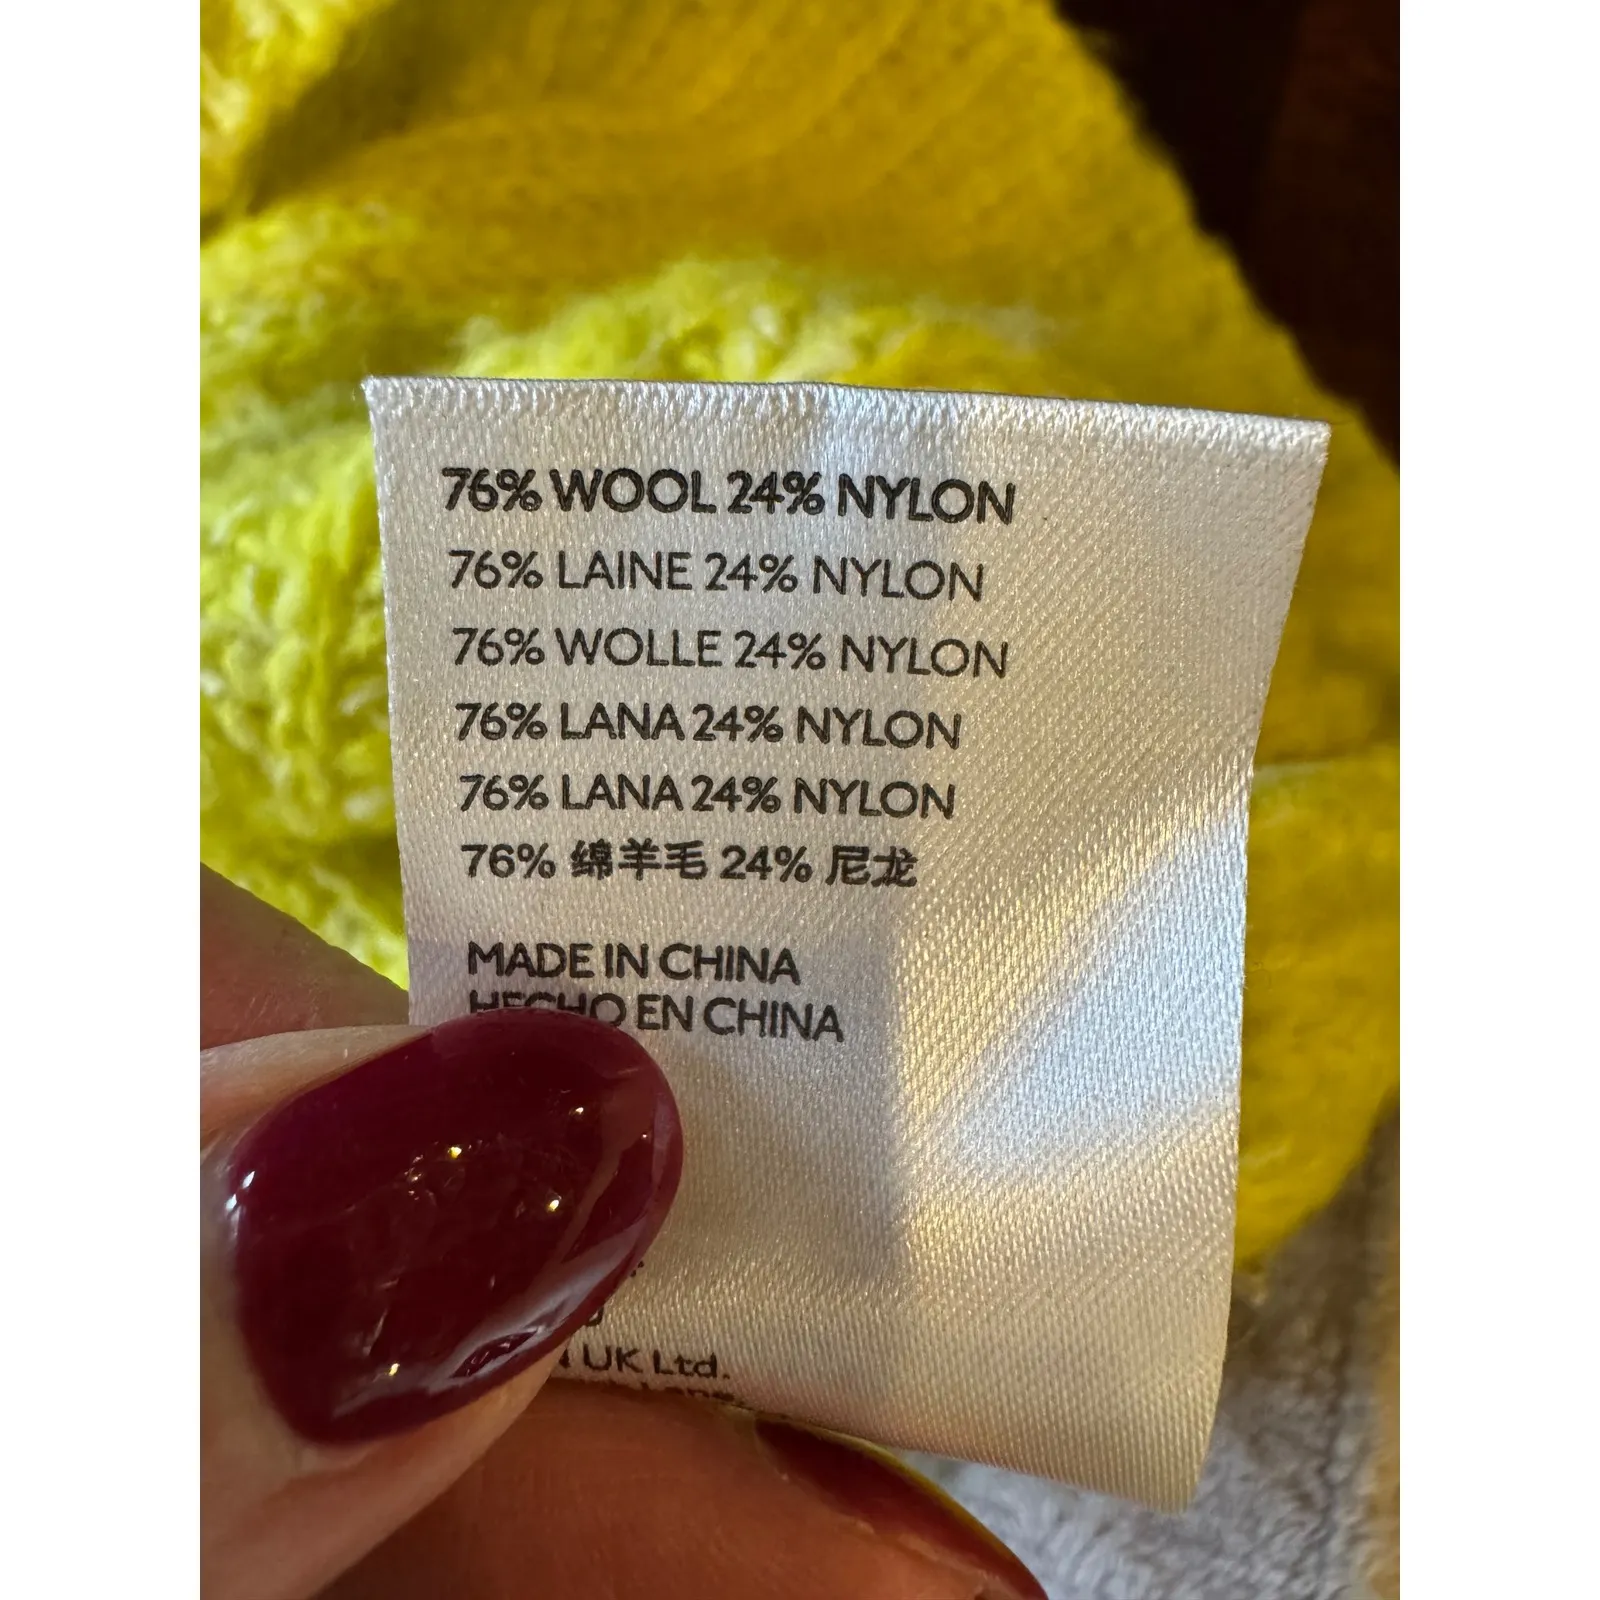 76% WOOL 24% NYLON
76% LAINE 24% NYLON
76% WOLLE 24% NYLON
76% LANA 24% NYLON
76% LANA 24% NYLON
76% 绵羊毛 24% 尼龙
MADE IN CHINA
HECHO EN CHINA
UK Ltd.